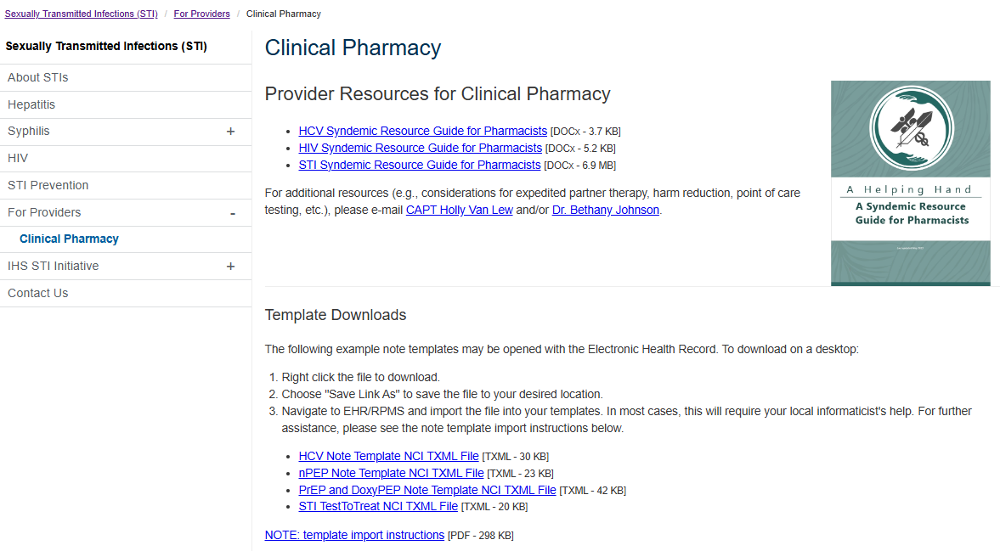 Sexually Transmitted Infections (STI) / For Providers / Clinical Pharmacy
Sexually Transmitted Infections (STI)
About STIs
Hepatitis
Syphilis +
HIV
STI Prevention
For Providers -
Clinical Pharmacy
IHS STI Initiative +
Contact Us
Clinical Pharmacy
Provider Resources for Clinical Pharmacy
• HCV Syndemic Resource Guide for Pharmacists [DOCx - 3.7 KB]
• HIV Syndemic Resource Guide for Pharmacists [DOCx - 5.2 KB]
• STI Syndemic Resource Guide for Pharmacists [DOCx - 6.9 MB]
For additional resources (e.g., considerations for expedited partner therapy, harm reduction, point of care
testing, etc.), please e-mail CAPT Holly Van Lew and/or Dr. Bethany Johnson.
A Helping Hand
A Syndemic Resource
Guide for Pharmacists
Template Downloads
The following example note templates may be opened with the Electronic Health Record. To download on a desktop:
1. Right click the file to download.
2. Choose "Save Link As" to save the file to your desired location.
3. Navigate to EHR/RPMS and import the file into your templates. In most cases, this will require your local informaticist's help. For further
assistance, please see the note template import instructions below.
• HCV Note Template NCI TXML File [TXML - 30 KB]
• nPEP Note Template NCI TXML File [TXML - 23 KB]
• PrEP and DoxyPEP Note Template NCI TXML File [TXML - 42 KB]
• STI TestToTreat NCI TXML File [TXML - 20 KB]
NOTE: template import instructions [PDF - 298 KB]